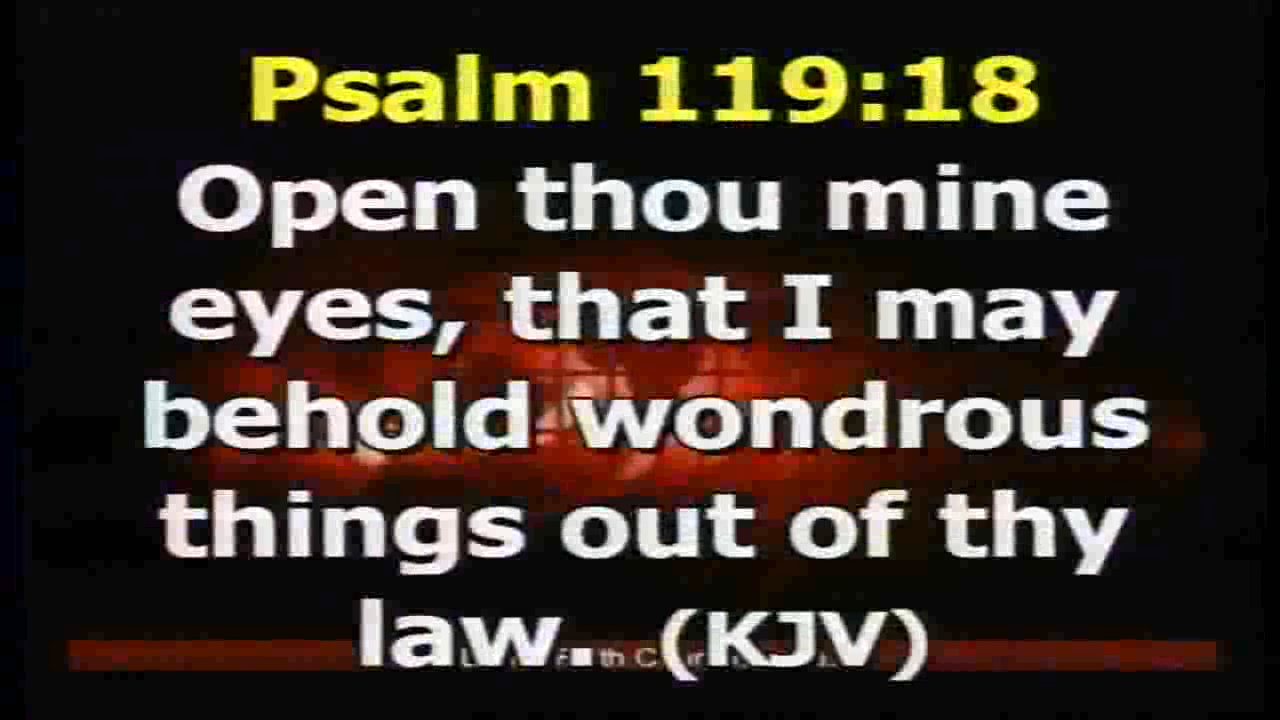 Psalm 119:18
Open thou mine
eyes, that I may
behold wondrous
things out of thy
law. (KJV)